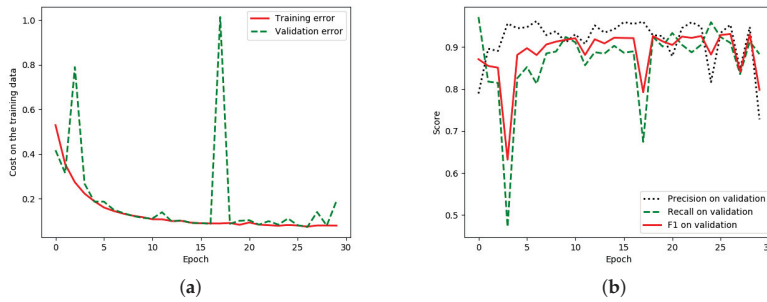 1.0
0.8
0.6
0.4
0.2
Cost on the training data
0
5
10
15
20
25
30
Epoch
Training error
Validation error
(a)
0.9
0.8
0.7
0.6
0.5
Score
0
5
10
15
20
25
Epoch
Precision on validation
Recall on validation
F1 on validation
(b)